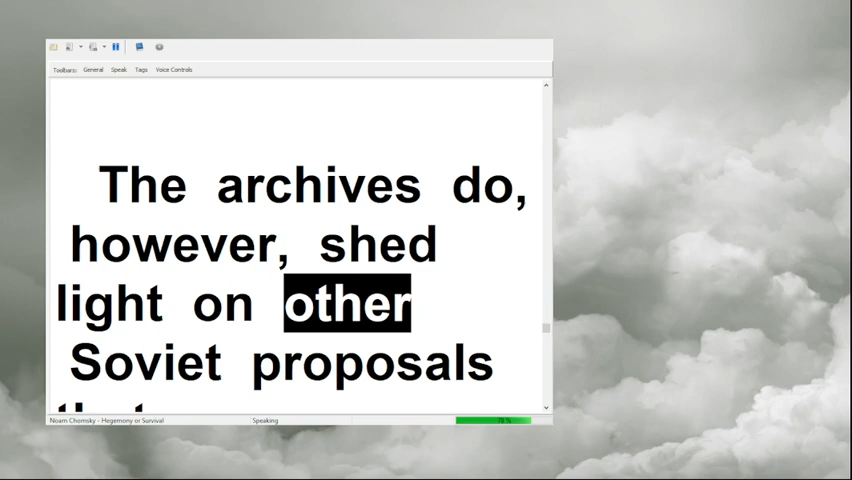 Toolbars: General Speak Tags Voice Controls
The archives do,
however, shed
light on other
Soviet proposals
Noam Chomsky - Hegemony or Survival Speaking 78 %